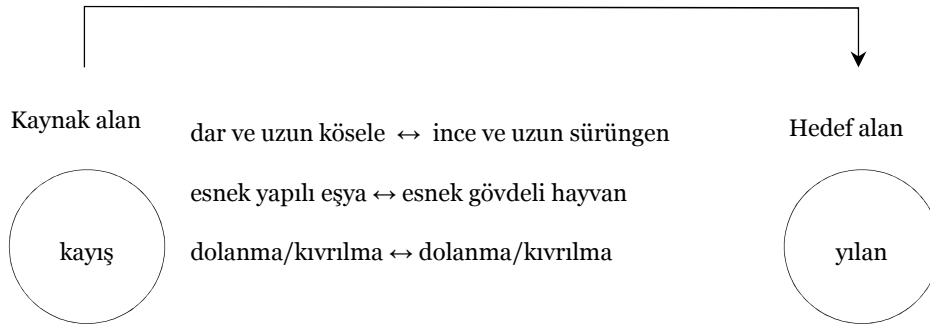 Kaynak alan
Hedef alan
dar ve uzun kösele ↔ ince ve uzun sürüngen
esnek yapılı eşya ↔ esnek gövdeli hayvan
kayış
dolanma/kıvrılma ↔ dolanma/kıvrılma
yılan